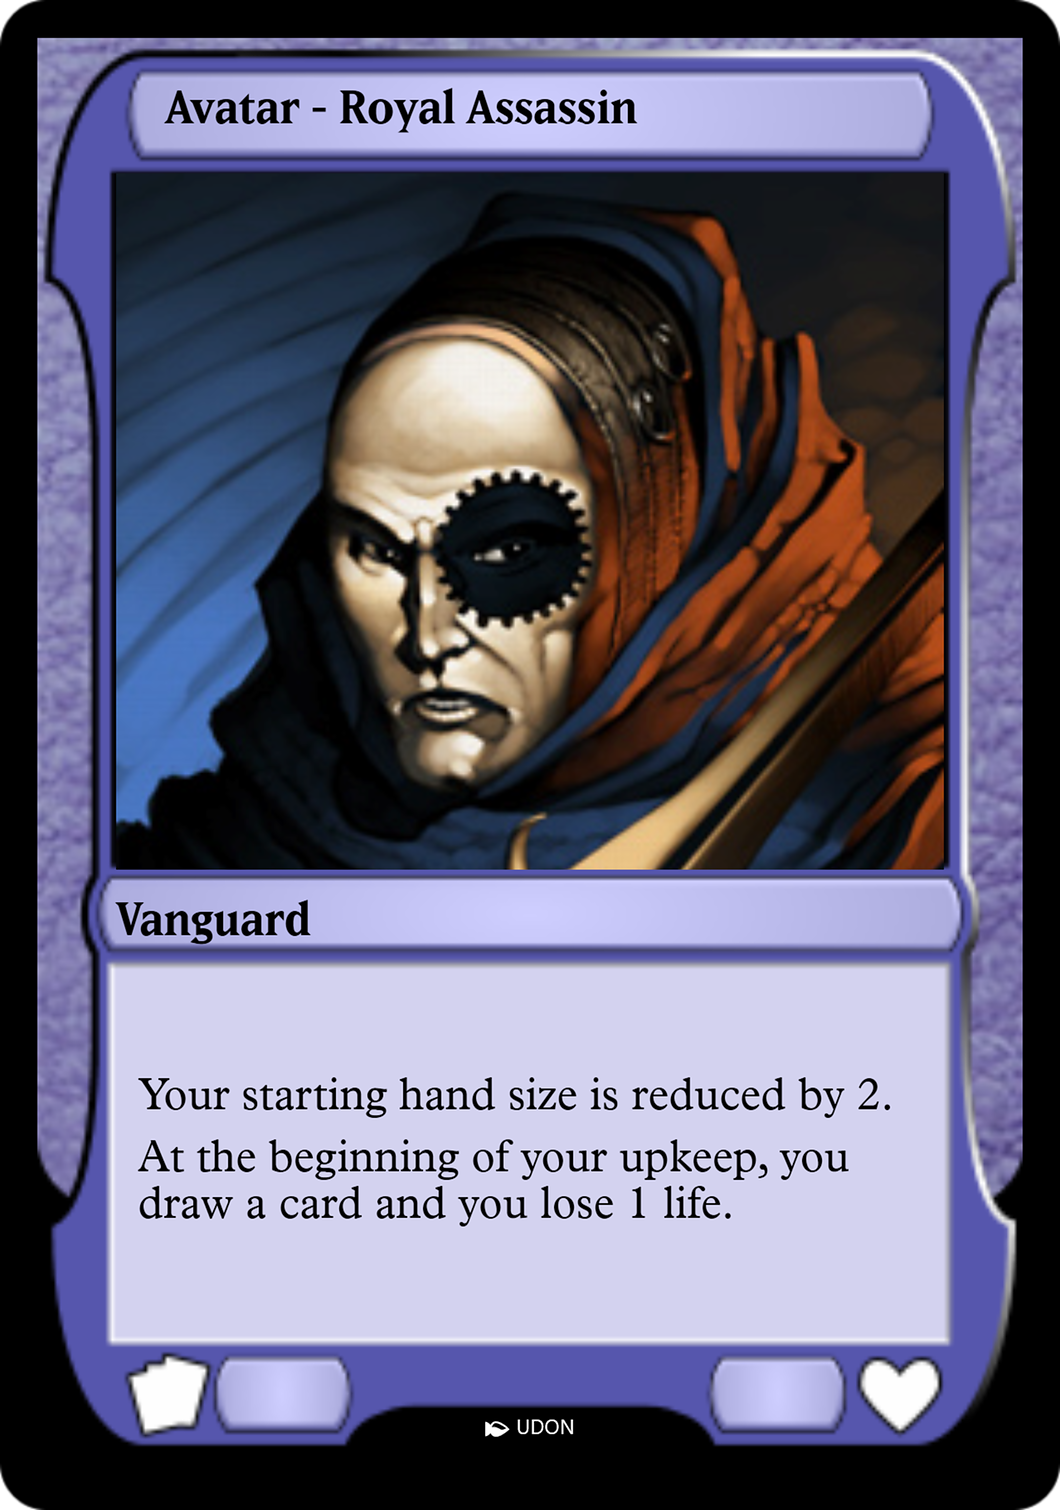 Avatar - Royal Assassin
Vanguard
Your starting hand size is reduced by 2.
At the beginning of your upkeep, you
draw a card and you lose 1 life.
UDON